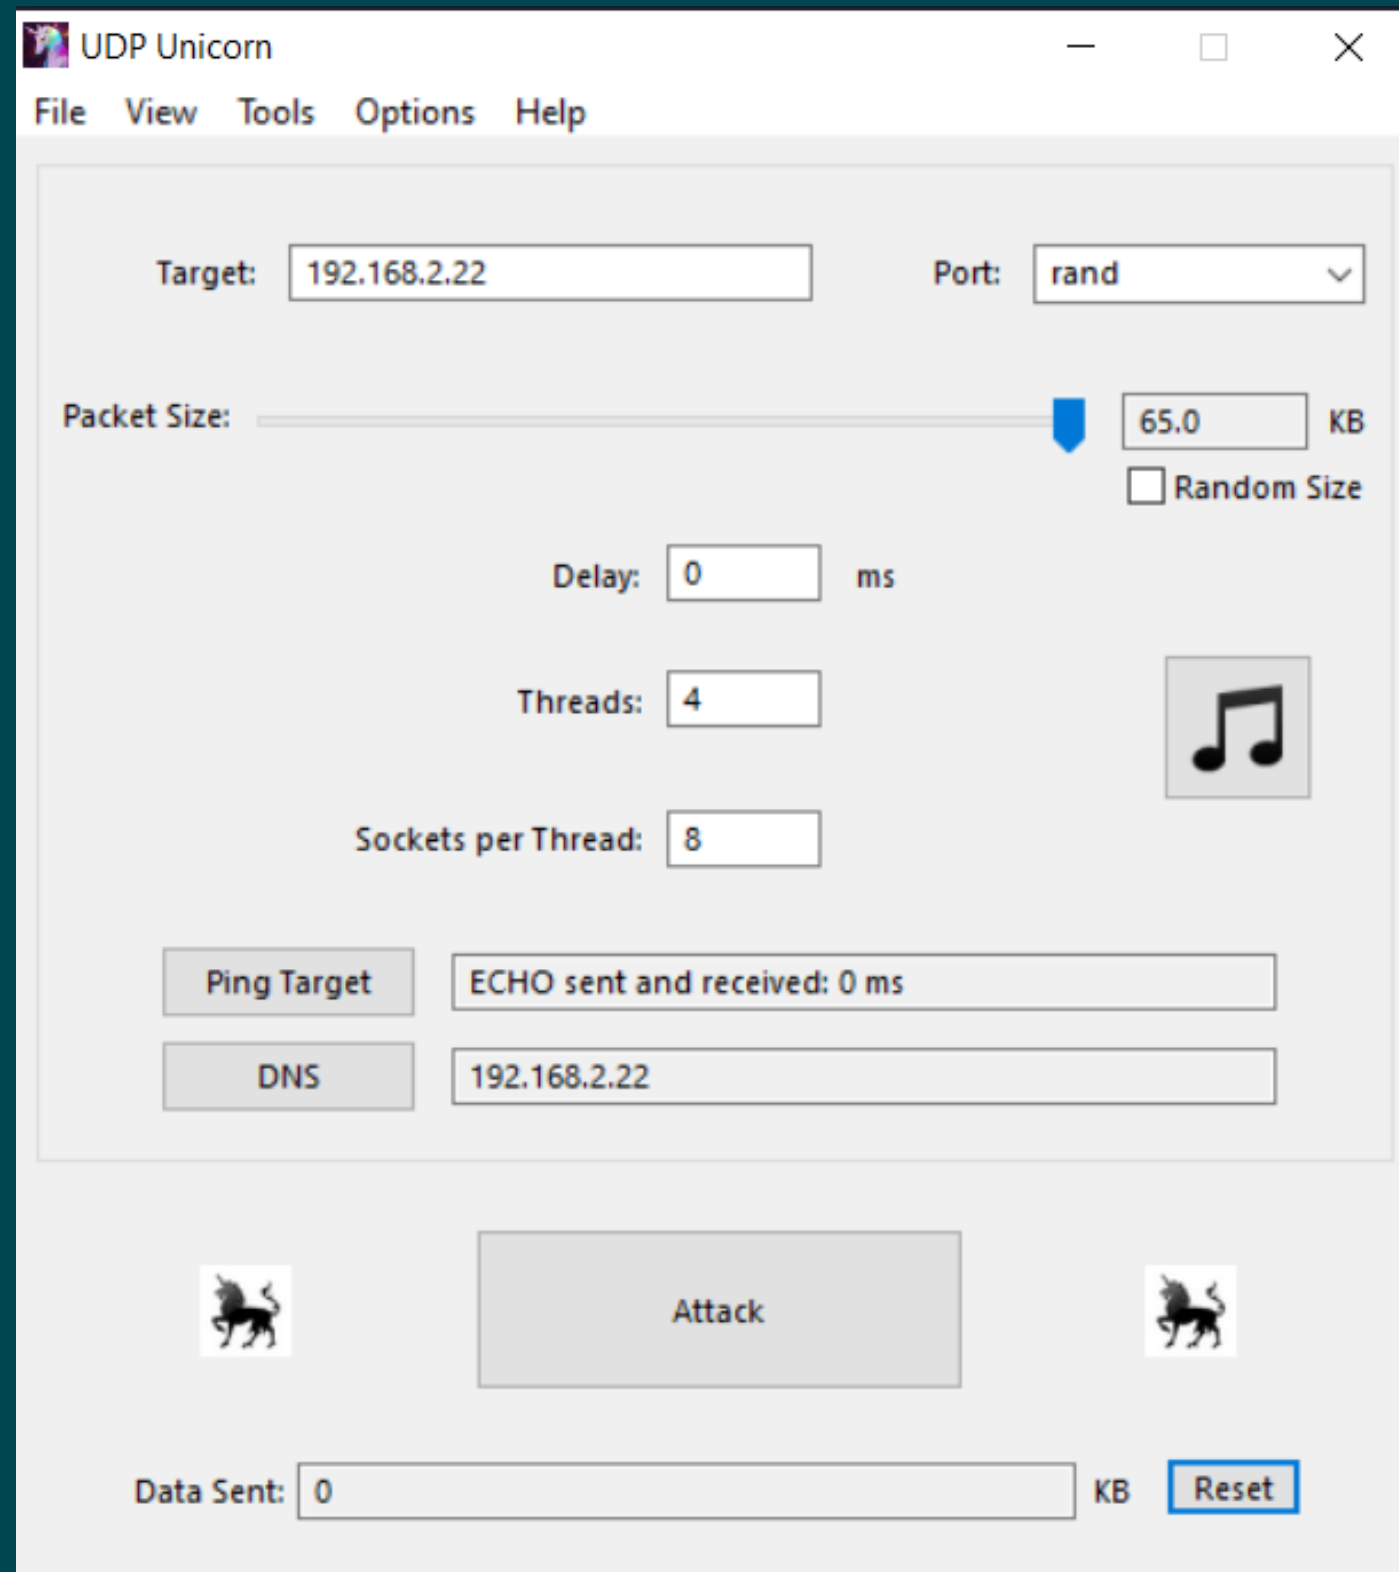 UDP Unicorn
File View Tools Options Help
Target: 192.168.2.22 Port: rand
Packet Size: 65.0 KB
Random Size
Delay: 0 ms
Threads: 4
Sockets per Thread: 8
Ping Target ECHO sent and received: 0 ms
DNS 192.168.2.22
Attack
Data Sent: 0 KB Reset